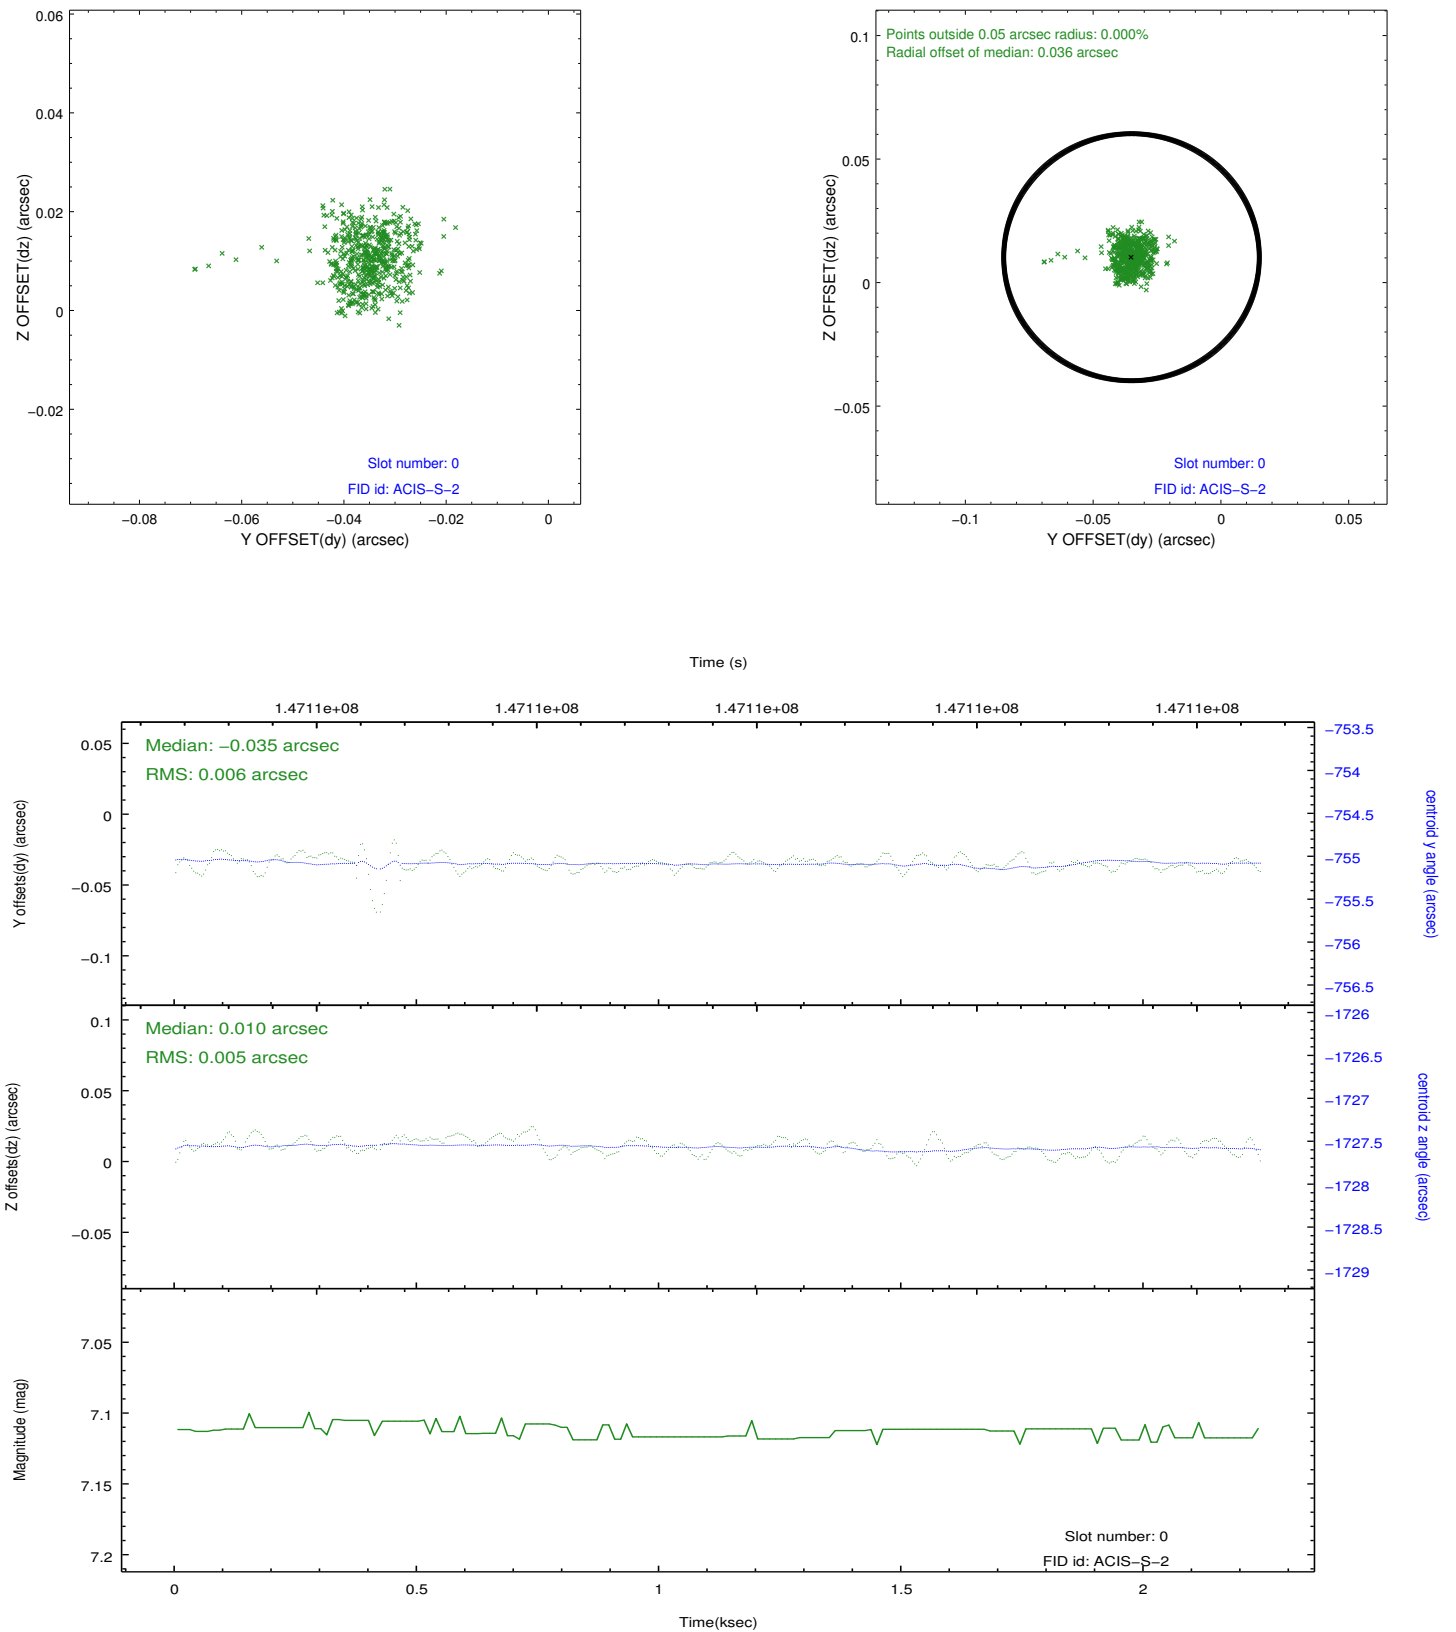 0.06
0.04
0.02
0
−0.02
Z OFFSET(dz) (arcsec)
Slot number: 0
FID id: ACIS−S−2
−0.08
−0.06
−0.04
−0.02
0
Y OFFSET(dy) (arcsec)
Points outside 0.05 arcsec radius: 0.000%
Radial offset of median: 0.036 arcsec
0.1
0.05
0
−0.05
Z OFFSET(dz) (arcsec)
Slot number: 0
FID id: ACIS−S−2
−0.1
−0.05
0
0.05
Y OFFSET(dy) (arcsec)
Time (s)
1.4711e+08
1.4711e+08
1.4711e+08
1.4711e+08
1.4711e+08
Median: −0.035 arcsec
RMS: 0.006 arcsec
0.05
0
−0.05
−0.1
Y offsets(dy) (arcsec)
−753.5
−754
−754.5
−755
−755.5
−756
−756.5
centroid y angle (arcsec)
Median: 0.010 arcsec
RMS: 0.005 arcsec
0.1
0.05
0
−0.05
Z offsets(dz) (arcsec)
−1726
−1726.5
−1727
−1727.5
−1728
−1728.5
−1729
centroid z angle (arcsec)
7.05
7.1
7.15
7.2
Magnitude (mag)
Slot number: 0
FID id: ACIS−S−2
0
0.5
1
1.5
2
Time(ksec)